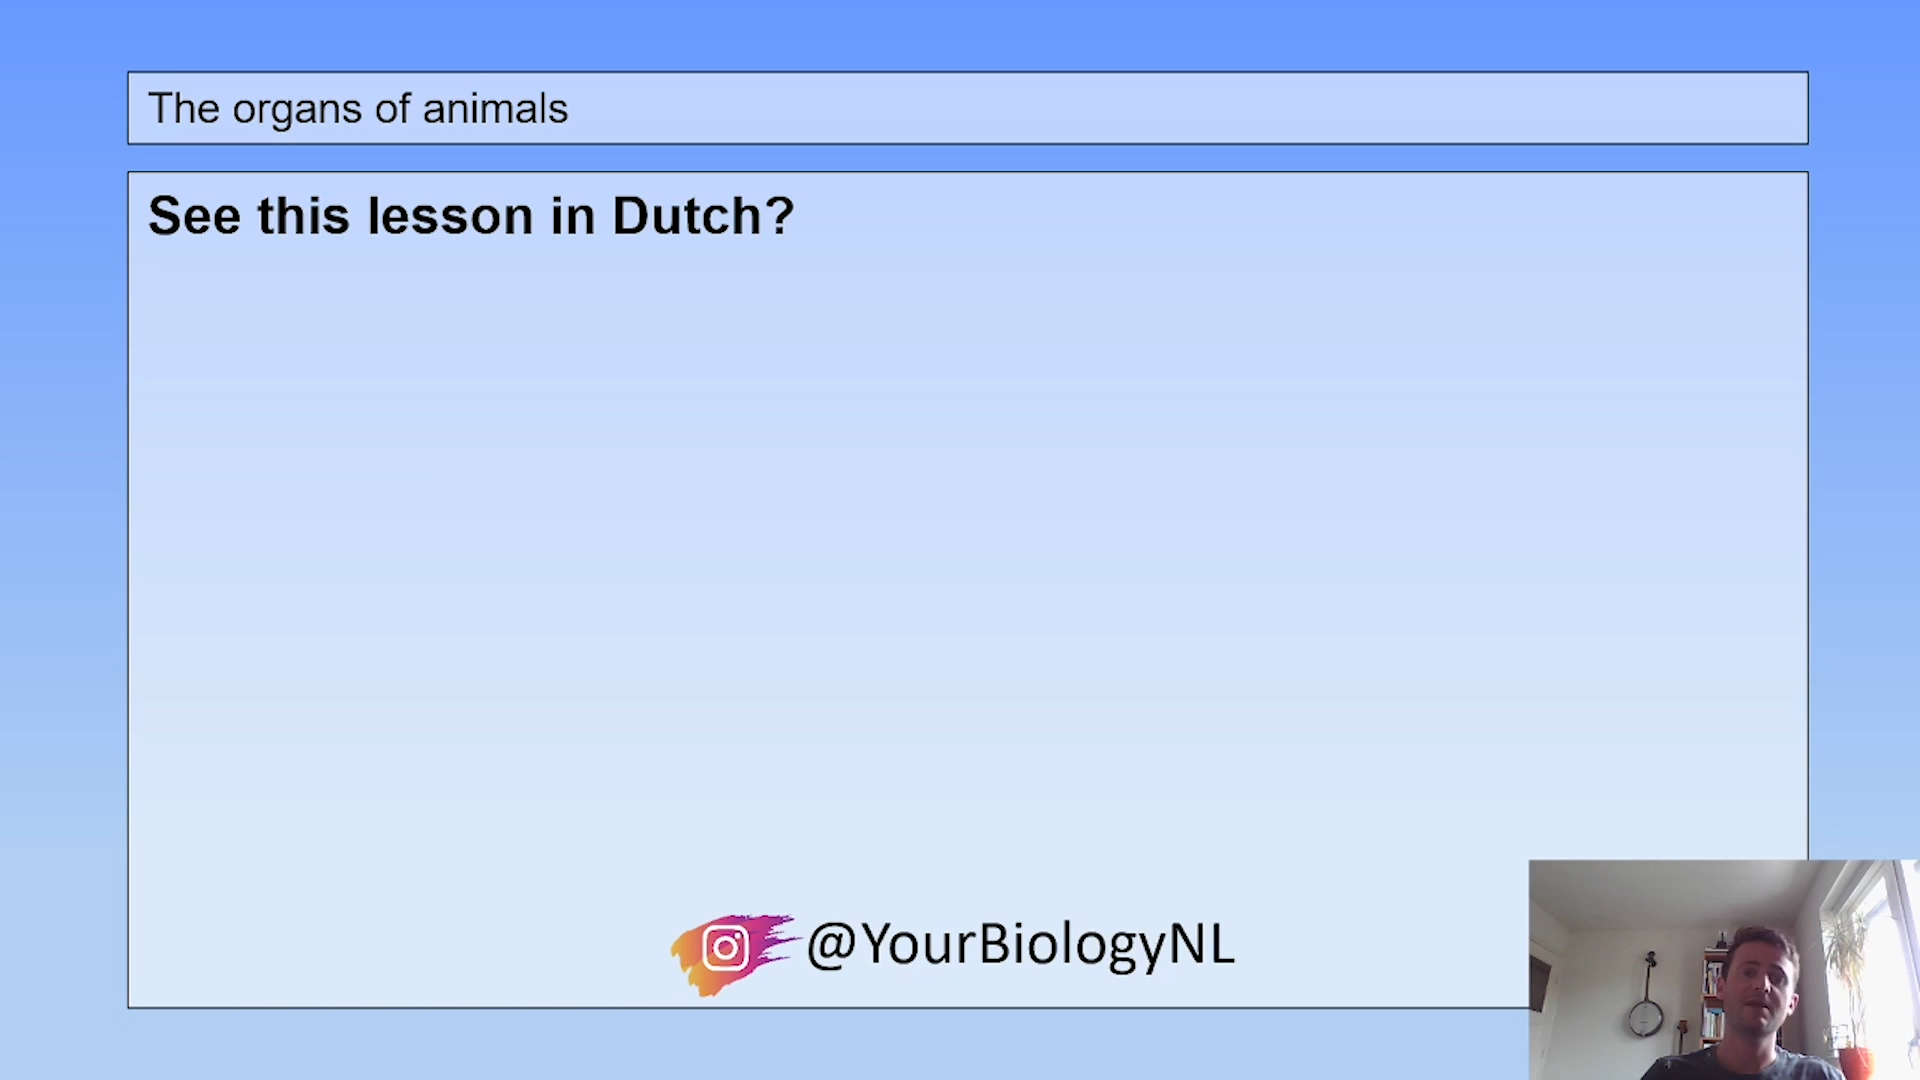 The organs of animals
See this lesson in Dutch?
@YourBiologyNL